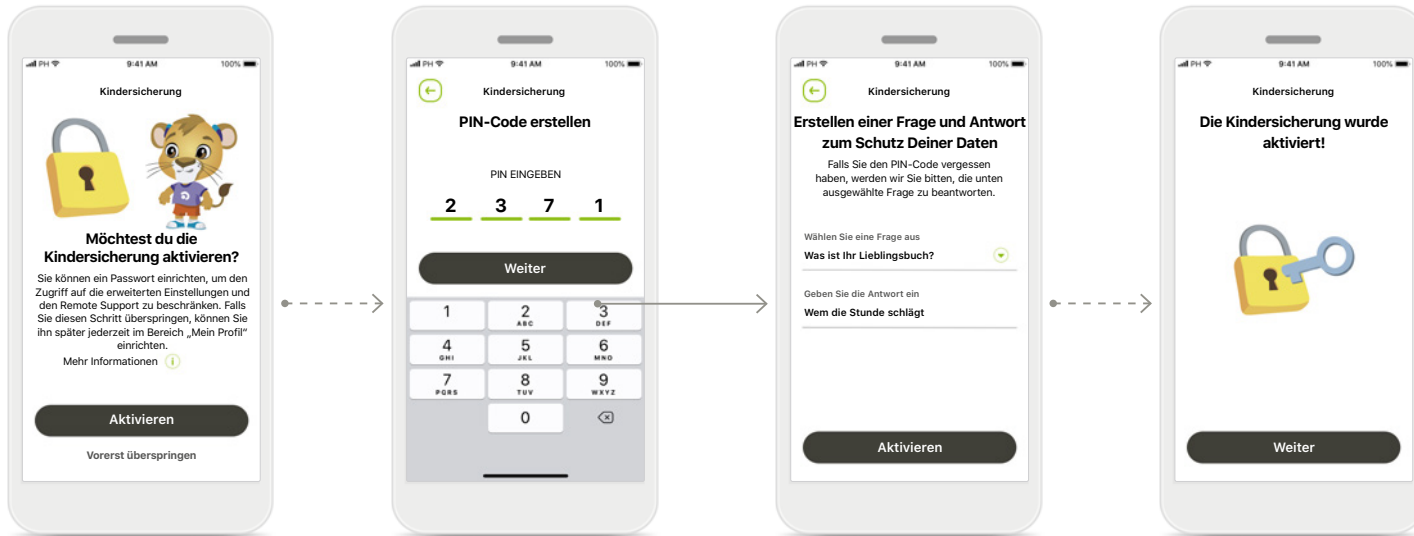 PH 9:41 AM 100%
Kindersicherung
Möchtest du die
Kindersicherung aktivieren?
Sie können ein Passwort einrichten, um den
Zugriff auf die erweiterten Einstellungen und
den Remote Support zu beschränken. Falls
Sie diesen Schritt überspringen, können Sie
ihn später jederzeit im Bereich „Mein Profil“
einrichten.
Mehr Informationen i
Aktivieren
Vorerst überspringen
PH 9:41 AM 100%
Kindersicherung
PIN-Code erstellen
PIN EINGEBEN
2 3 7 1
Weiter
1 2 3
ABC DEF
4 5 6
GHI JKL MNO
7 8 9
PQRS TUV WXYZ
0
PH 9:41 AM 100%
Kindersicherung
Erstellen einer Frage und Antwort
zum Schutz Deiner Daten
Falls Sie den PIN-Code vergessen
haben, werden wir Sie bitten, die unten
ausgewählte Frage zu beantworten.
Wählen Sie eine Frage aus
Was ist Ihr Lieblingsbuch?
Geben Sie die Antwort ein
Wem die Stunde schlägt
Aktivieren
PH 9:41 AM 100%
Kindersicherung
Die Kindersicherung wurde
aktiviert!
Weiter